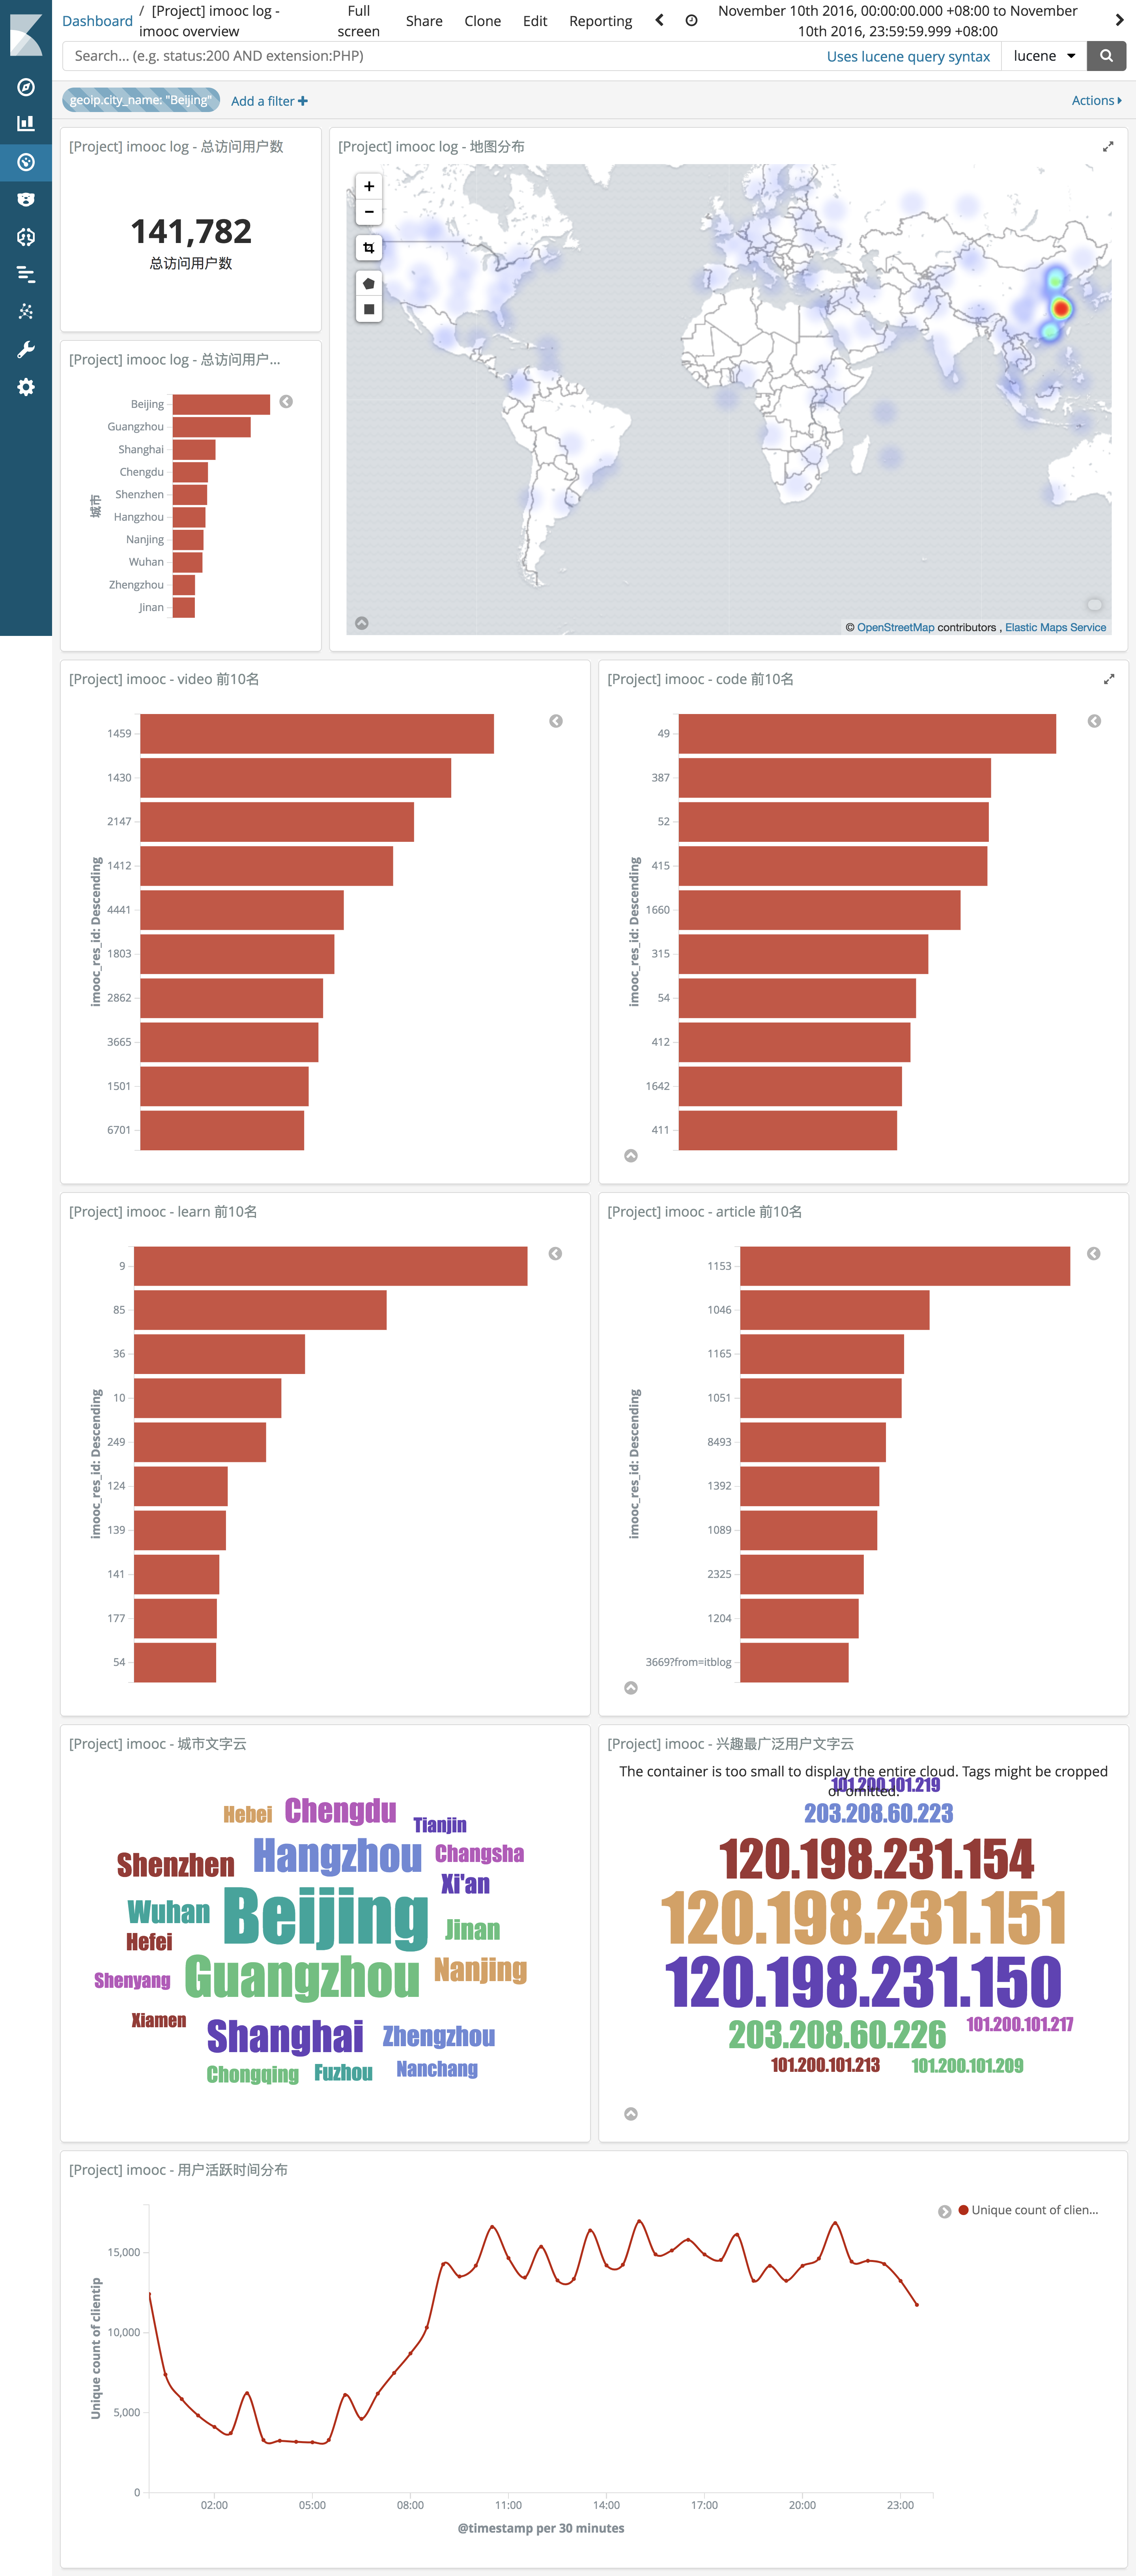 Dashboard / [Project] imooc log - imooc overview
Full screen
Share
Clone
Edit
Reporting
November 10th 2016, 00:00:00.000 +08:00 to November 10th 2016, 23:59:59.999 +08:00
Search... (e.g. status:200 AND extension:PHP)
Uses lucene query syntax
lucene
geoip.city_name: "Beijing"
Add a filter +
Actions
[Project] imooc log - 总访问用户数
141,782
总访问用户数
[Project] imooc log - 地图分布
+
−
© OpenStreetMap contributors , Elastic Maps Service
[Project] imooc log - 总访问用户...
城市
Beijing
Guangzhou
Shanghai
Chengdu
Shenzhen
Hangzhou
Nanjing
Wuhan
Zhengzhou
Jinan
[Project] imooc - video 前10名
imooc_res_id: Descending
1459
1430
2147
1412
4441
1803
2862
3665
1501
6701
[Project] imooc - code 前10名
imooc_res_id: Descending
49
387
52
415
1660
315
54
412
1642
411
[Project] imooc - learn 前10名
imooc_res_id: Descending
9
85
36
10
249
124
139
141
177
54
[Project] imooc - article 前10名
imooc_res_id: Descending
1153
1046
1165
1051
8493
1392
1089
2325
1204
3669?from=itblog
[Project] imooc - 城市文字云
Hebei
Chengdu
Tianjin
Shenzhen
Hangzhou
Changsha
Xi'an
Wuhan
Beijing
Jinan
Hefei
Shenyang
Guangzhou
Nanjing
Xiamen
Shanghai
Zhengzhou
Chongqing
Fuzhou
Nanchang
[Project] imooc - 兴趣最广泛用户文字云
The container is too small to display the entire cloud. Tags might be cropped
or omitted.
101.200.101.219
203.208.60.223
120.198.231.154
120.198.231.151
120.198.231.150
203.208.60.226
101.200.101.217
101.200.101.213
101.200.101.209
[Project] imooc - 用户活跃时间分布
Unique count of clien...
Unique count of clientip
15,000
10,000
5,000
0
02:00
05:00
08:00
11:00
14:00
17:00
20:00
23:00
@timestamp per 30 minutes